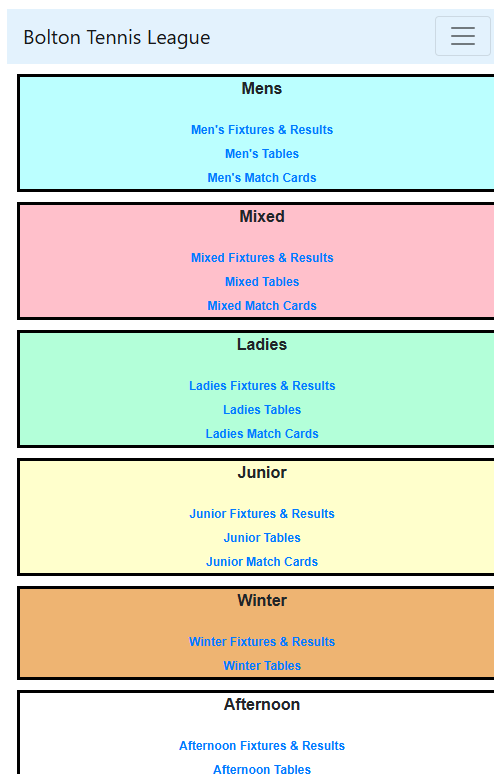 Bolton Tennis League
Mens
Men's Fixtures & Results
Men's Tables
Men's Match Cards
Mixed
Mixed Fixtures & Results
Mixed Tables
Mixed Match Cards
Ladies
Ladies Fixtures & Results
Ladies Tables
Ladies Match Cards
Junior
Junior Fixtures & Results
Junior Tables
Junior Match Cards
Winter
Winter Fixtures & Results
Winter Tables
Afternoon
Afternoon Fixtures & Results
Afternoon Tables